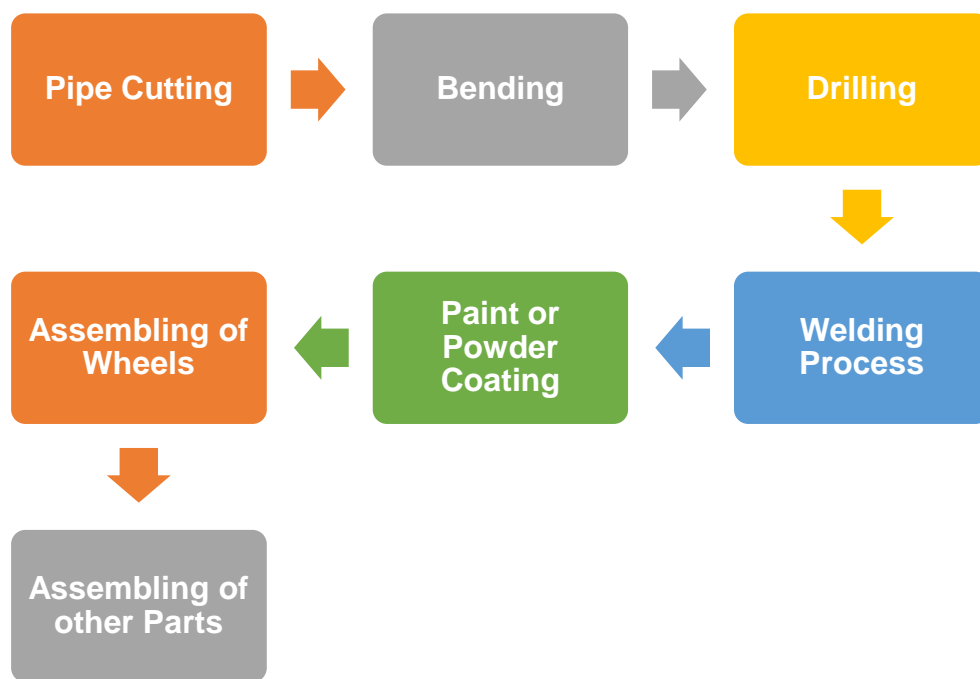 Pipe Cutting
Bending
Drilling
Welding
Process
Paint or
Powder
Coating
Assembling of
Wheels
Assembling of
other Parts